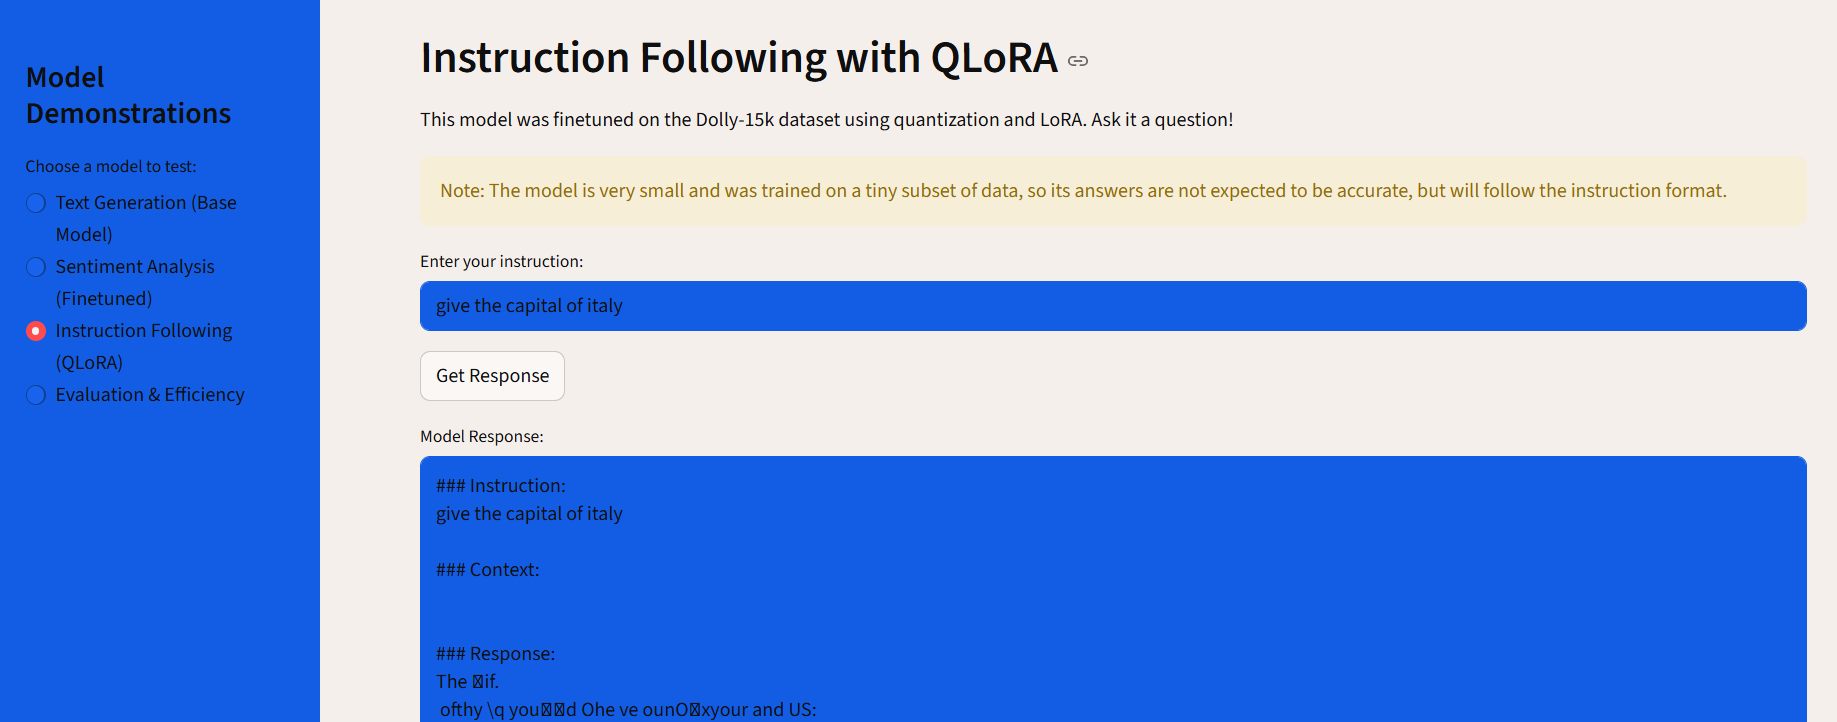 Model
Demonstrations
Choose a model to test:
Text Generation (Base
Model)
Sentiment Analysis
(Finetuned)
Instruction Following
(QLoRA)
Evaluation & Efficiency
Instruction Following with QLoRA
This model was finetuned on the Dolly-15k dataset using quantization and LoRA. Ask it a question!
Note: The model is very small and was trained on a tiny subset of data, so its answers are not expected to be accurate, but will follow the instruction format.
Enter your instruction:
give the capital of italy
Get Response
Model Response:
### Instruction:
give the capital of italy
### Context:
### Response:
The �if.
ofthy \q you��d Ohe ve ounO�xyour and US: